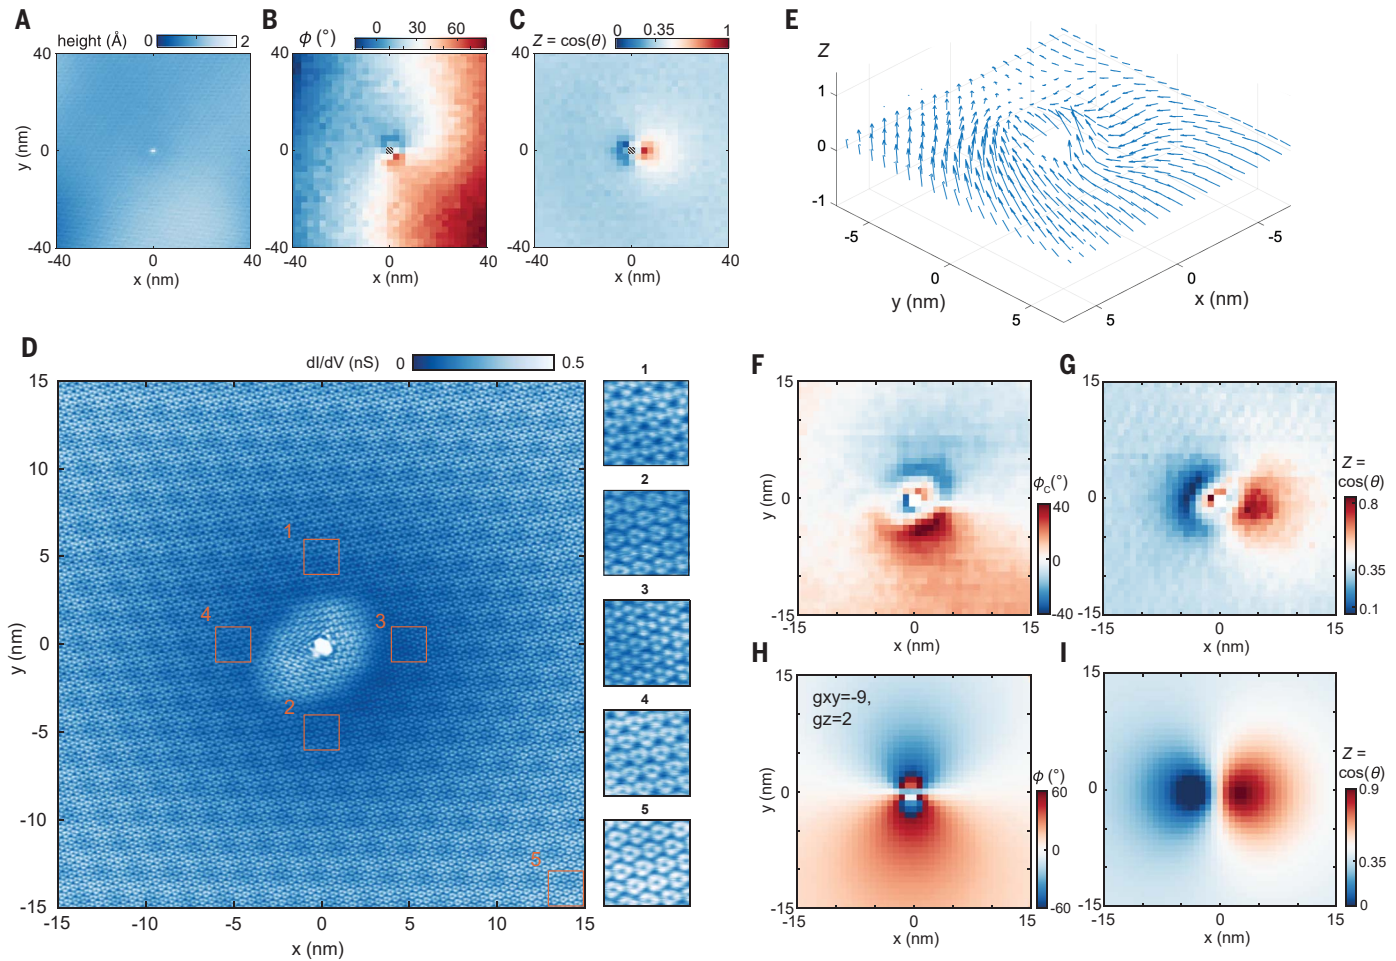 A
height (Å) 0 2
40
0
-40
y (nm)
-40 0 40
x (nm)
B
ϕ (°)
0 30 60
40
0
-40
-40 0 40
x (nm)
C
Z = cos(θ)
0 0.35 1
40
0
-40
-40 0 40
x (nm)
E
Z
1
0
-1
-5
0
5
y (nm)
-5
0
5
x (nm)
D
dI/dV (nS) 0 0.5
15
10
5
0
-5
-10
-15
y (nm)
1
4
3
2
5
-15 -10 -5 0 5 10 15
x (nm)
1
2
3
4
5
F
15
0
-15
y (nm)
-15 0 15
x (nm)
ϕC(°)
40
0
-40
G
15
0
-15
-15 0 15
x (nm)
Z =
cos(θ)
0.8
0.35
0.1
H
gxy=-9,
gz=2
15
0
-15
y (nm)
-15 0 15
x (nm)
ϕ (°)
60
0
-60
I
15
0
-15
-15 0 15
x (nm)
Z =
cos(θ)
0.9
0.35
0